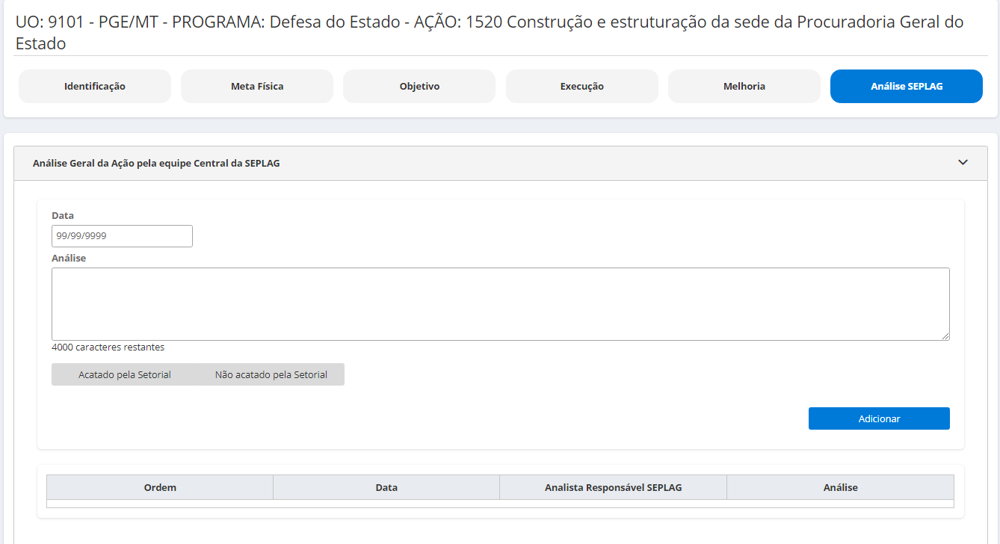 UO: 9101 - PGE/MT - PROGRAMA: Defesa do Estado - AÇÃO: 1520 Construção e estruturação da sede da Procuradoria Geral do
Estado
Identificação
Meta Física
Objetivo
Execução
Melhoria
Análise SEPLAG
Análise Geral da Ação pela equipe Central da SEPLAG
Data
99/99/9999
Análise
4000 caracteres restantes
Acatado pela Setorial
Não acatado pela Setorial
Adicionar
Ordem
Data
Analista Responsável SEPLAG
Análise